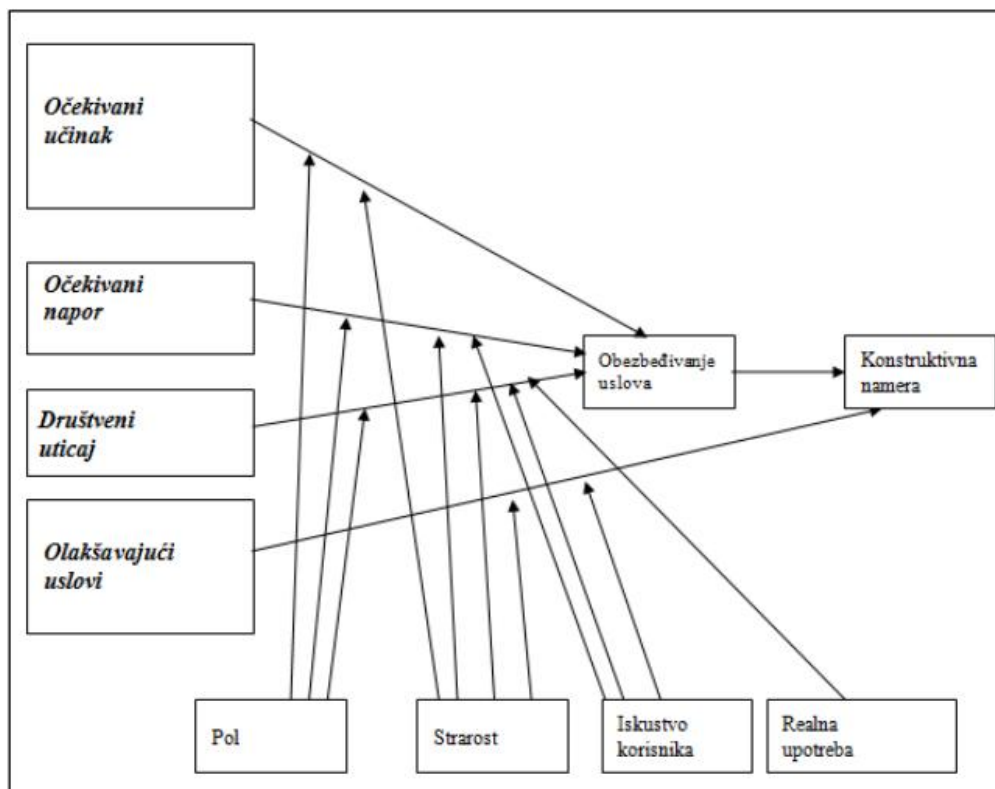 Očekivani
učinak
Očekivani
napor
Društveni
uticaj
Olakšavajući
uslovi
Obezbeđivanje
uslova
Konstruktivna
namera
Pol
Strarost
Iskustvo
korisnika
Realna
upotreba